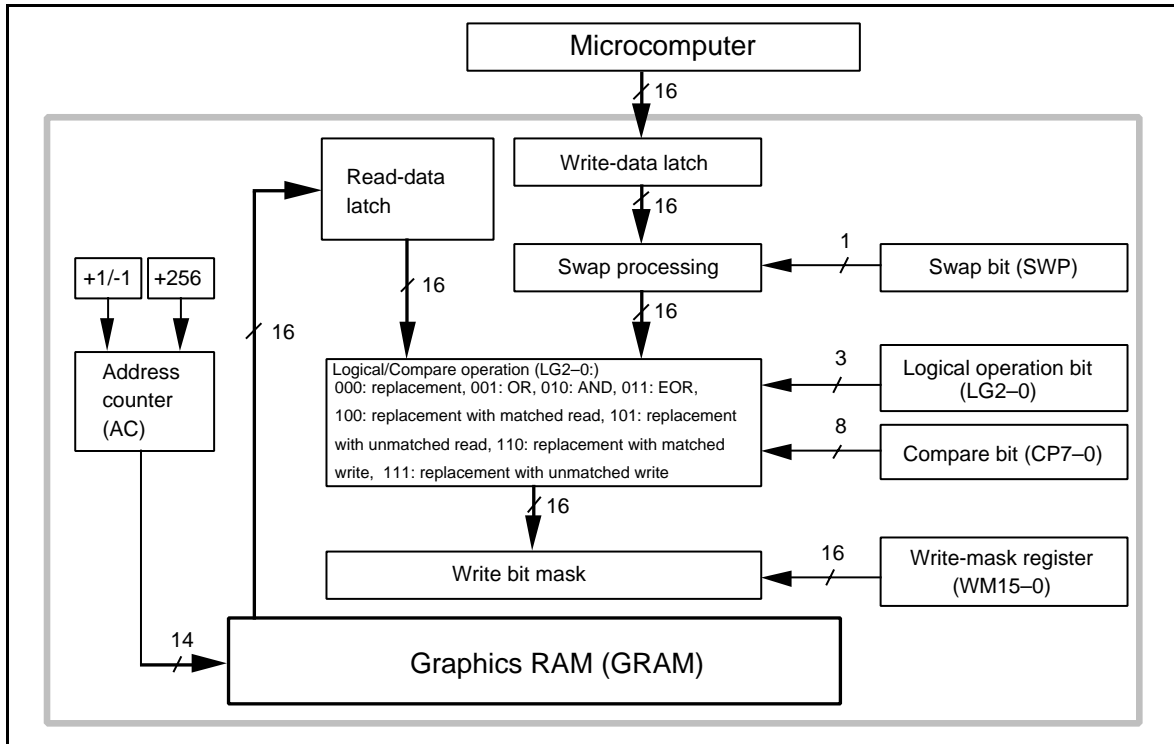 Microcomputer
16
Write-data latch
Read-data
latch
16
1
Swap processing
Swap bit (SWP)
+1/-1
+256
16
16
16
Address
counter
(AC)
Logical/Compare operation (LG2–0:)
000: replacement, 001: OR, 010: AND, 011: EOR,
100: replacement with matched read, 101: replacement
with unmatched read, 110: replacement with matched
write, 111: replacement with unmatched write
3
Logical operation bit
(LG2–0)
8
Compare bit (CP7–0)
16
Write bit mask
16
Write-mask register
(WM15–0)
14
Graphics RAM (GRAM)